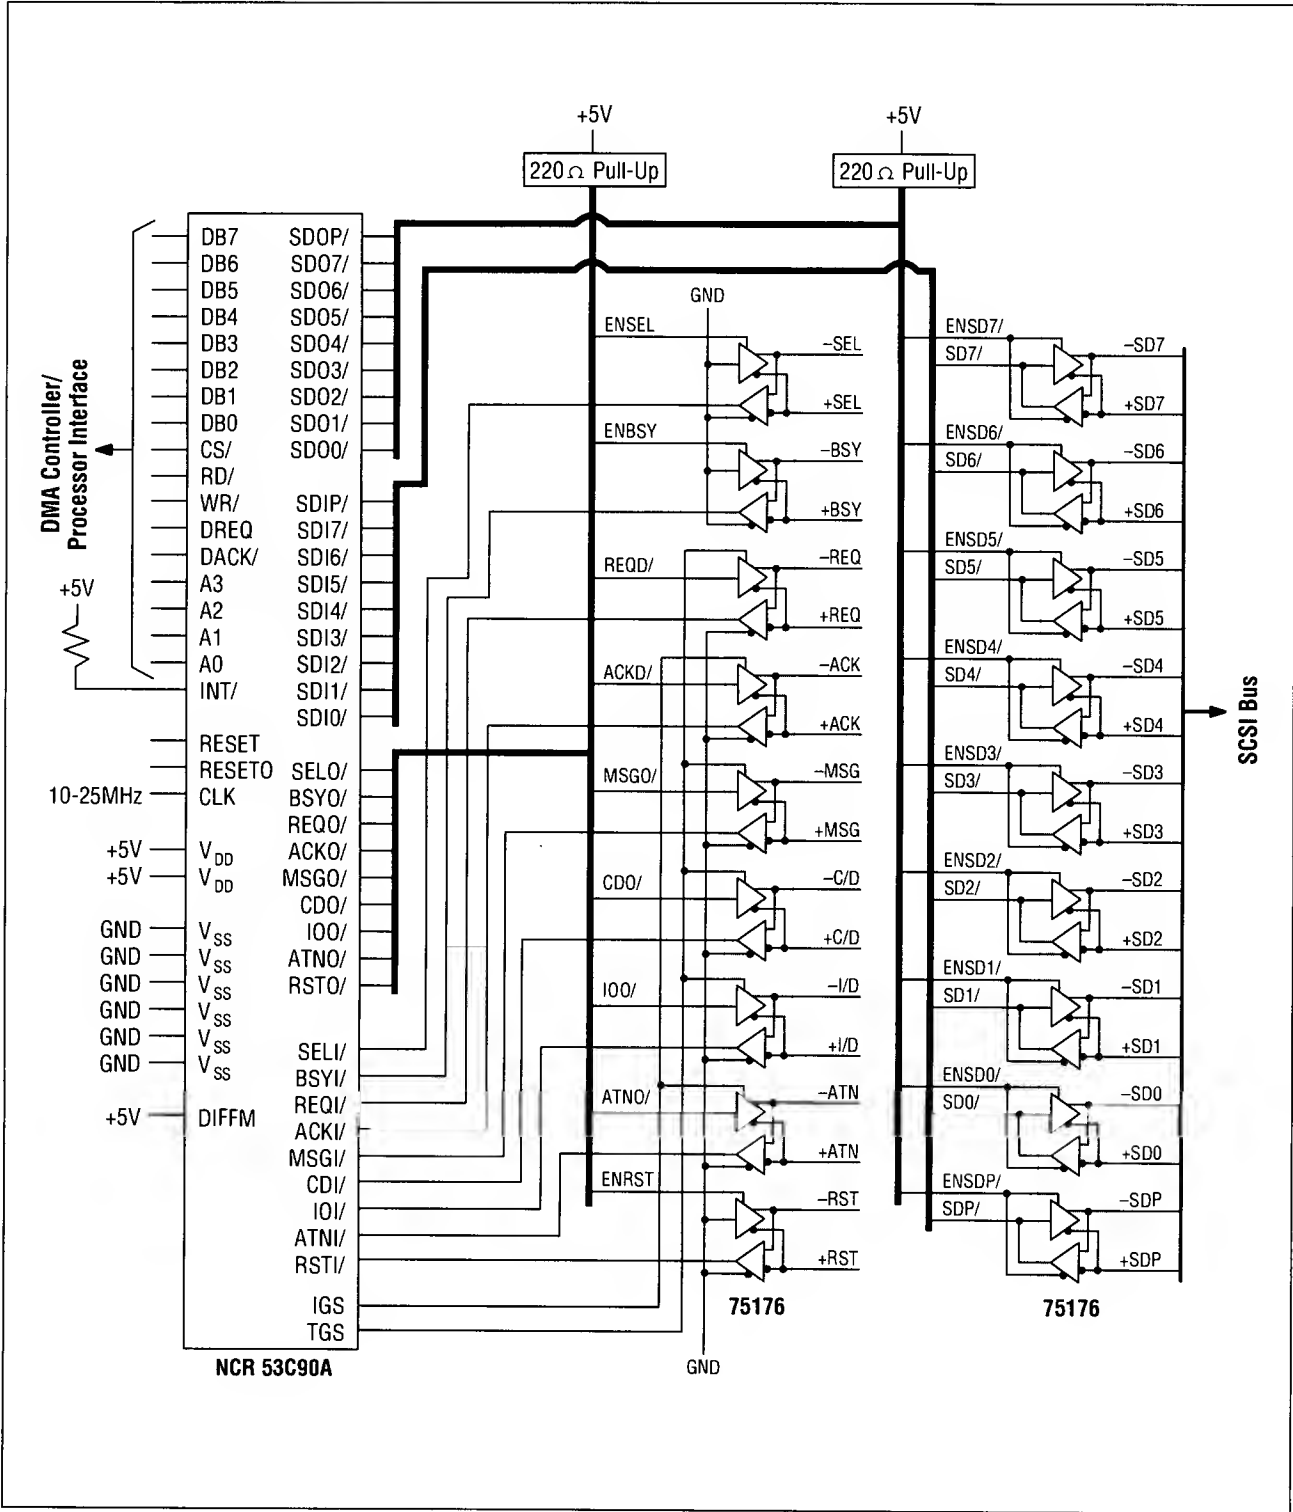 +5V
+5V
220Ω Pull-Up
220Ω Pull-Up
DMA Controller/
Processor Interface
DB7
DB6
DB5
DB4
DB3
DB2
DB1
DB0
CS/
RD/
WR/
DREQ
DACK/
A3
A2
A1
A0
INT/
+5V
RESET
RESETO
10-25MHz
CLK
+5V
VDD
+5V
VDD
GND
VSS
GND
VSS
GND
VSS
GND
VSS
GND
VSS
GND
VSS
+5V
DIFFM
SDOP/
SDO7/
SDO6/
SDO5/
SDO4/
SDO3/
SDO2/
SDO1/
SDO0/
SDIP/
SDI7/
SDI6/
SDI5/
SDI4/
SDI3/
SDI2/
SDI1/
SDI0/
SELO/
BSYO/
REQO/
ACKO/
MSGO/
CDO/
IOO/
ATNO/
RSTO/
SELI/
BSYI/
REQI/
ACKI/
MSGI/
CDI/
IOI/
ATNI/
RSTI/
IGS
TGS
NCR 53C90A
GND
ENSEL
–SEL
+SEL
ENBSY
–BSY
+BSY
REQD/
–REQ
+REQ
ACKD/
–ACK
+ACK
MSGO/
–MSG
+MSG
CDO/
–C/D
+C/D
IOO/
–I/D
+I/D
ATNO/
–ATN
+ATN
ENRST
–RST
+RST
75176
GND
ENSD7/
SD7/
–SD7
+SD7
ENSD6/
SD6/
–SD6
+SD6
ENSD5/
SD5/
–SD5
+SD5
ENSD4/
SD4/
–SD4
+SD4
ENSD3/
SD3/
–SD3
+SD3
ENSD2/
SD2/
–SD2
+SD2
ENSD1/
SD1/
–SD1
+SD1
ENSD0/
SD0/
–SD0
+SD0
ENSDP/
SDP/
–SDP
+SDP
75176
SCSI Bus